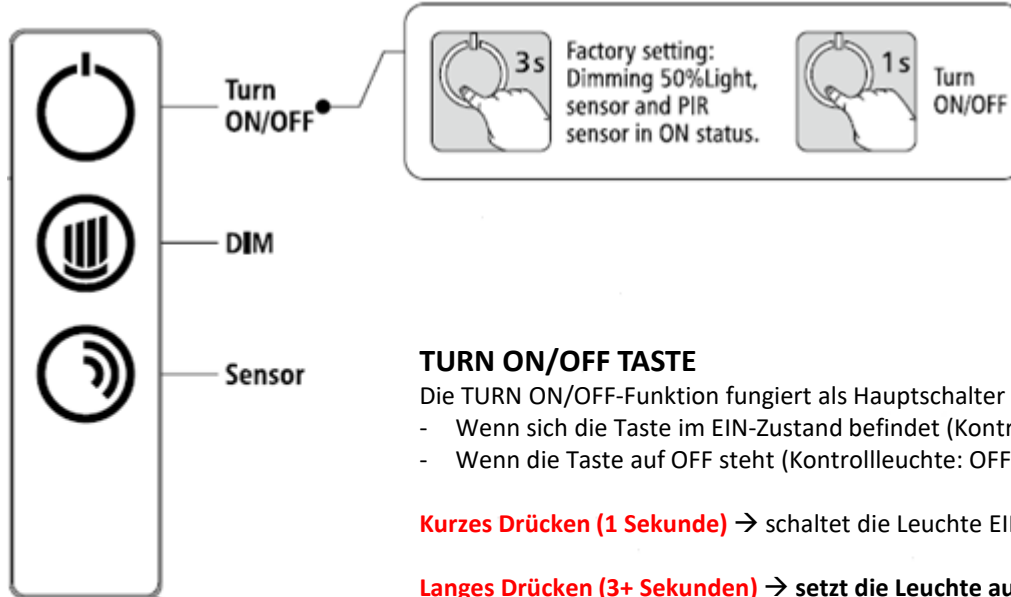 Turn
ON/OFF
DIM
Sensor
3s
Factory setting:
Dimming 50%Light,
sensor and PIR
sensor in ON status.
1s
Turn
ON/OFF
TURN ON/OFF TASTE
Die TURN ON/OFF-Funktion fungiert als Hauptschalter
- Wenn sich die Taste im EIN-Zustand befindet
- Wenn die Taste auf OFF steht (Kontrollleuchte: OFF
Kurzes Drücken (1 Sekunde) → schaltet die Leuchte
Langes Drücken (3+ Sekunden) → setzt die Leuchte